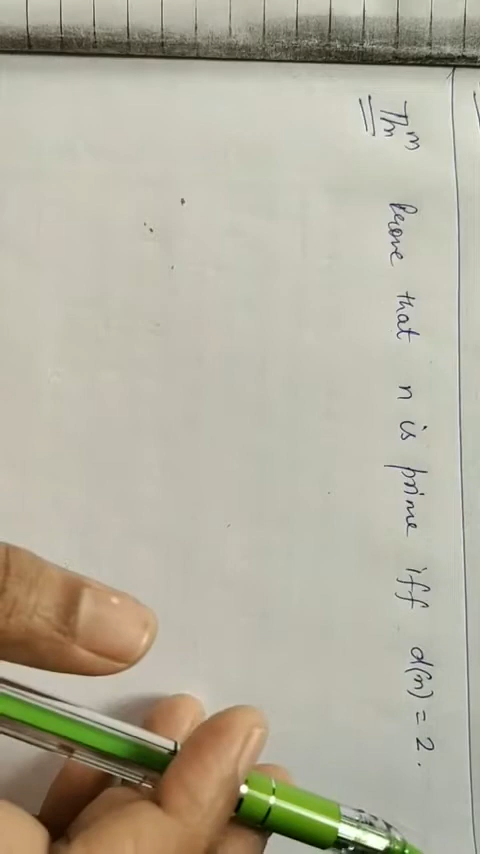 Thm prove that n is prime iff d(n) = 2.